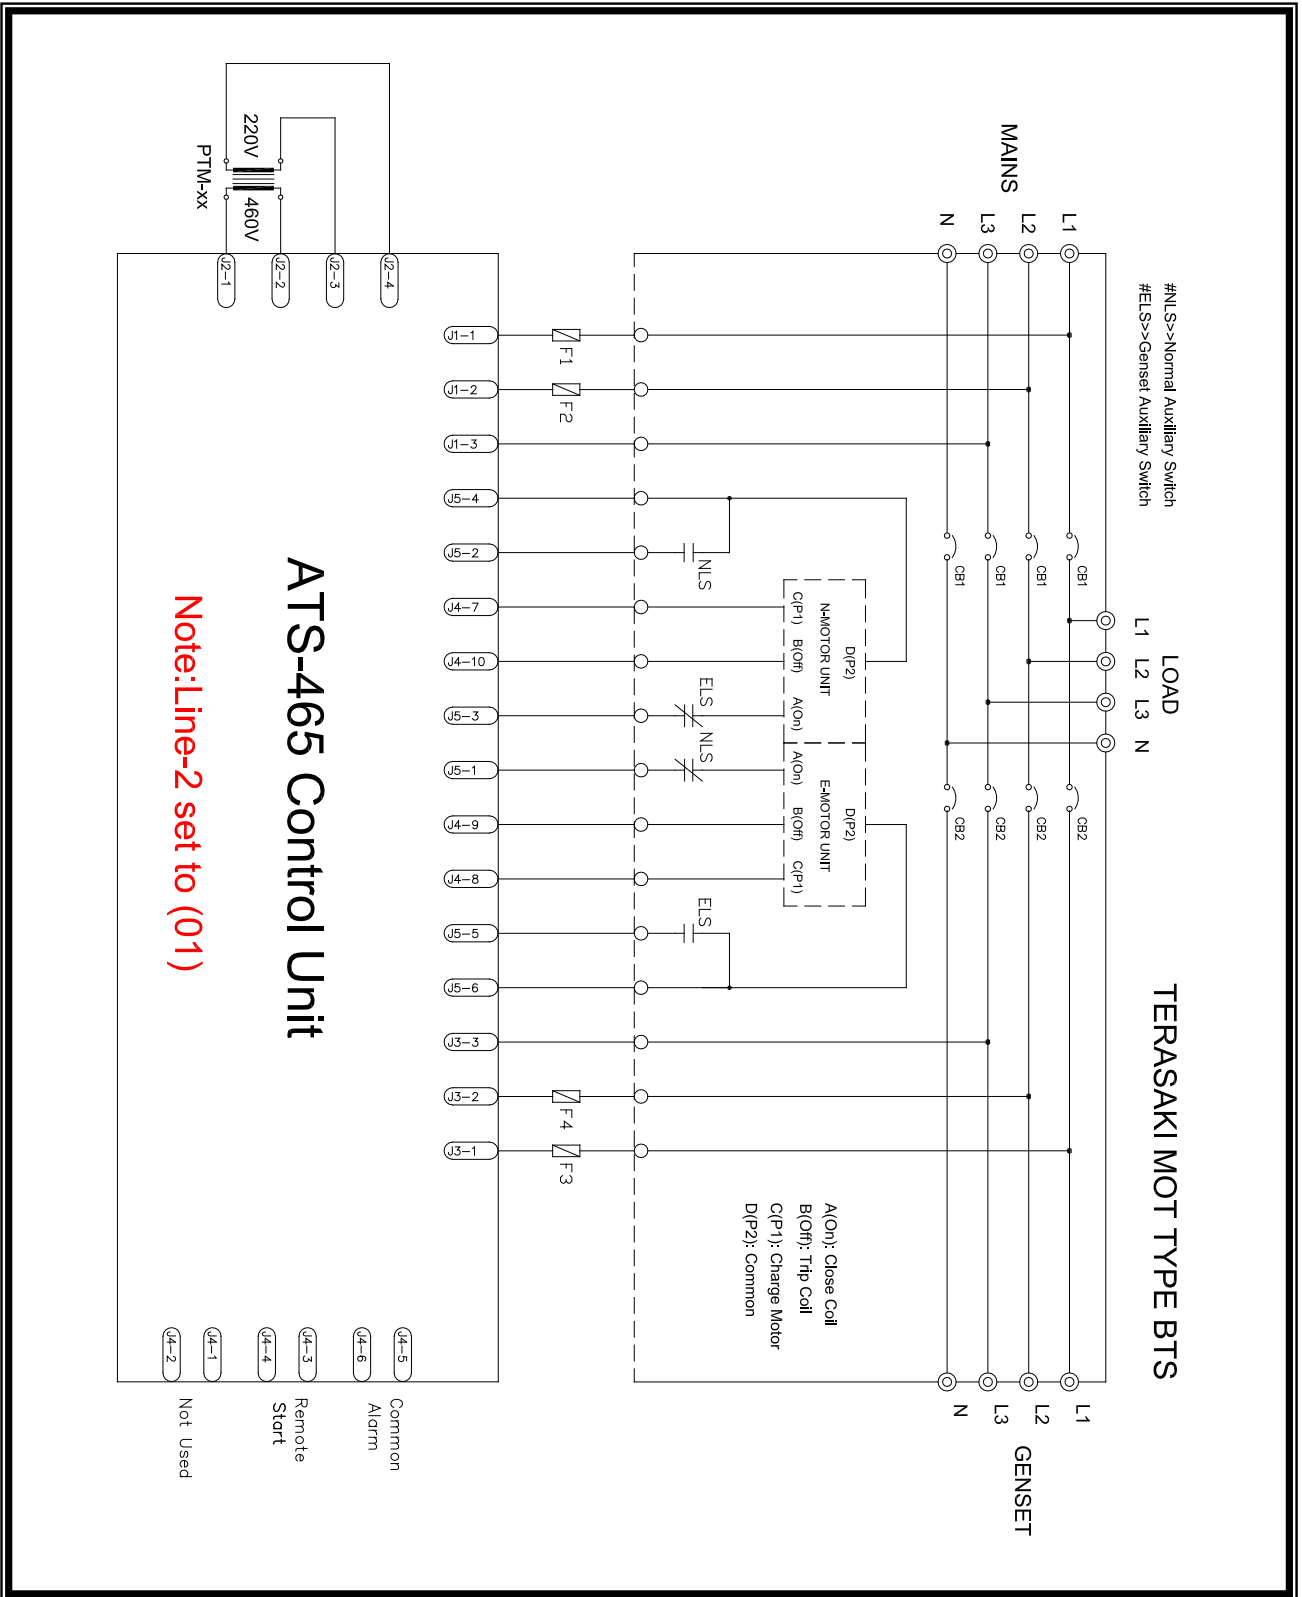 TERASAKI MOT TYPE BTS
#NLS>>Normal Auxiliary Switch
#ELS>>Genset Auxiliary Switch
MAINS
L1
L2
L3
N
LOAD
L1
L2
L3
N
GENSET
L1
L2
L3
N
CB1
CB1
CB1
CB1
CB2
CB2
CB2
CB2
D(P2)
N-MOTOR UNIT
C(P1)
B(Off)
A(On)
D(P2)
E-MOTOR UNIT
A(On)
B(Off)
C(P1)
A(On): Close Coil
B(Off): Trip Coil
C(P1): Charge Motor
D(P2): Common
NLS
ELS
NLS
ELS
F1
F2
F4
F3
J1-1
J1-2
J1-3
J5-4
J5-2
J4-7
J4-10
J5-3
J5-1
J4-9
J4-8
J5-5
J5-6
J3-3
J3-2
J3-1
220V
460V
PTM-xx
J2-4
J2-3
J2-2
J2-1
ATS-465 Control Unit
Note:Line-2 set to (01)
J4-5
J4-6
Common
Alarm
J4-3
J4-4
Remote
Start
J4-1
J4-2
Not Used